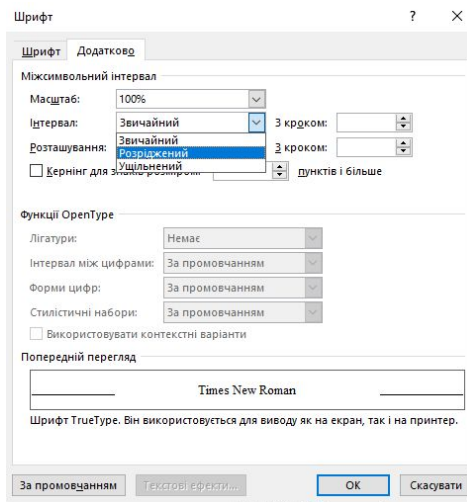 Шрифт ? ×
Шрифт Додатково
Міжсимвольний інтервал
Масштаб: 100%
Інтервал: Звичайний З кроком:
Звичайний
Розташування: Розріджений З кроком:
Ущільнений
Кернінг для знаків розміром: пунктів і більше
Функції OpenType
Лігатури: Немає
Інтервал між цифрами: За промовчанням
Форми цифр: За промовчанням
Стилістичні набори: За промовчанням
Використовувати контекстні варіанти
Попередній перегляд
Times New Roman
Шрифт TrueType. Він використовується для виводу як на екран, так і на принтер.
За промовчанням Текстові ефекти... ОК Скасувати